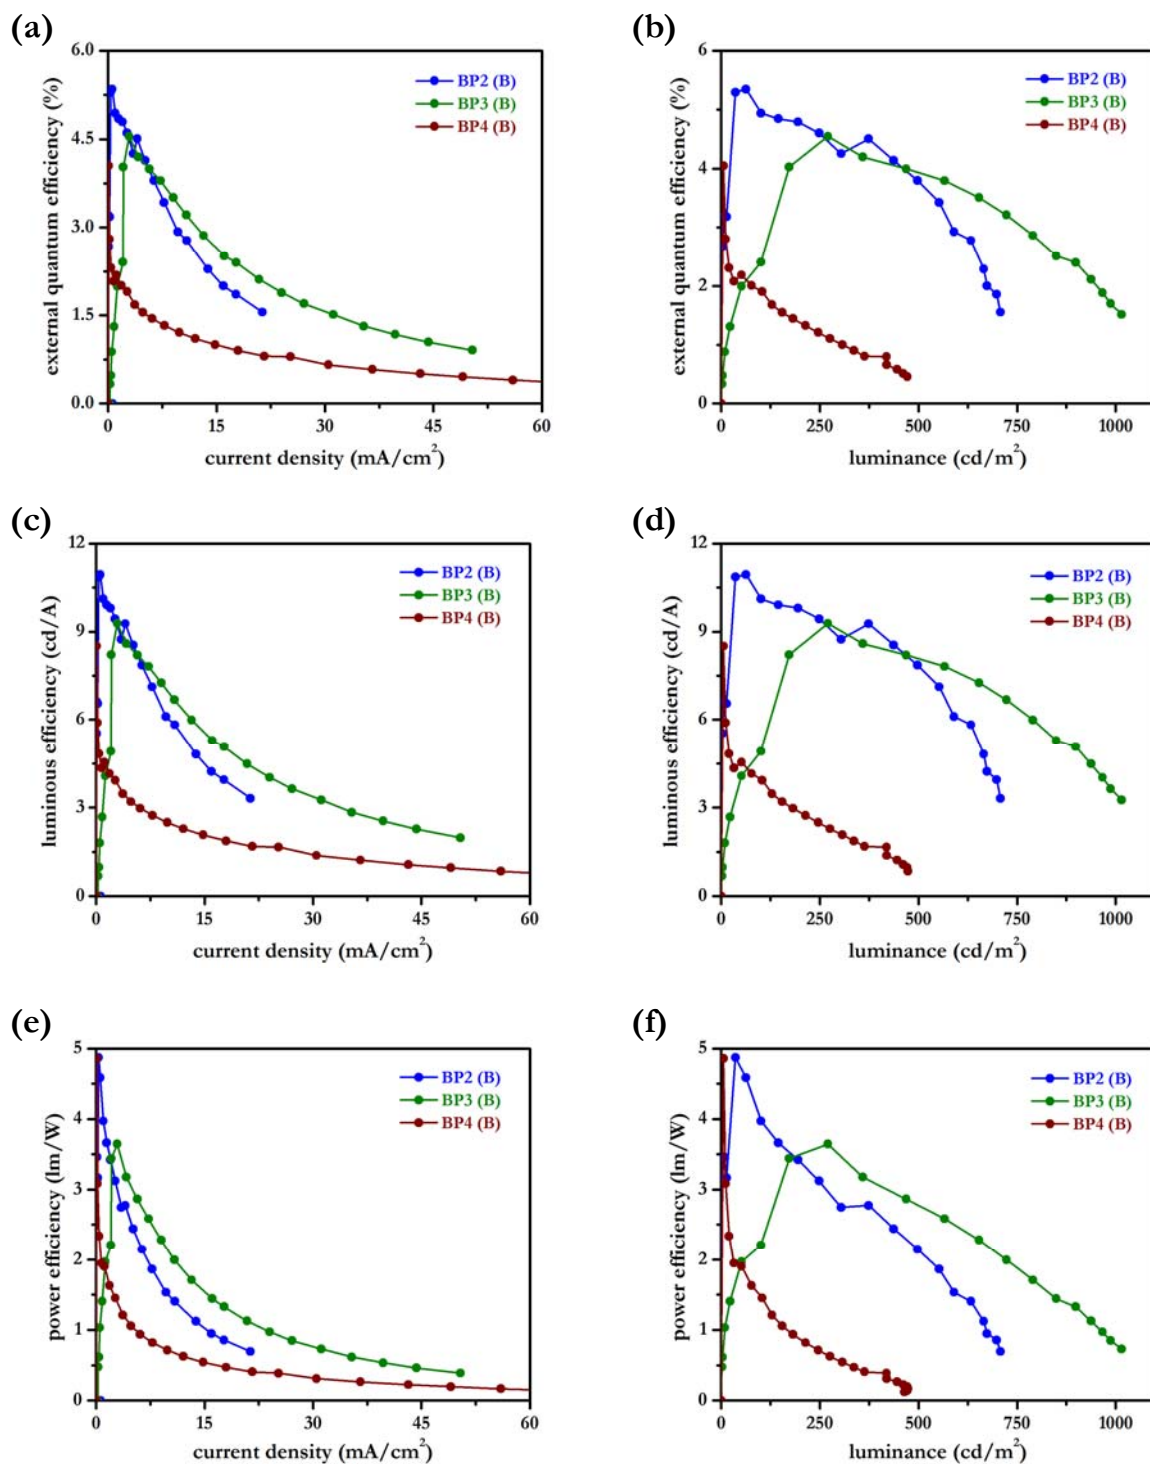 (a)
6.0
4.5
3.0
1.5
0.0
external quantum efficiency (%)
BP2 (B)
BP3 (B)
BP4 (B)
0 15 30 45 60
current density (mA/cm²)
(b)
6
4
2
0
external quantum efficiency (%)
BP2 (B)
BP3 (B)
BP4 (B)
0 250 500 750 1000
luminance (cd/m²)
(c)
12
9
6
3
0
luminous efficiency (cd/A)
BP2 (B)
BP3 (B)
BP4 (B)
0 15 30 45 60
current density (mA/cm²)
(d)
12
9
6
3
0
luminous efficiency (cd/A)
BP2 (B)
BP3 (B)
BP4 (B)
0 250 500 750 1000
luminance (cd/m²)
(e)
5
4
3
2
1
0
power efficiency (lm/W)
BP2 (B)
BP3 (B)
BP4 (B)
0 15 30 45 60
current density (mA/cm²)
(f)
5
4
3
2
1
0
power efficiency (lm/W)
BP2 (B)
BP3 (B)
BP4 (B)
0 250 500 750 1000
luminance (cd/m²)